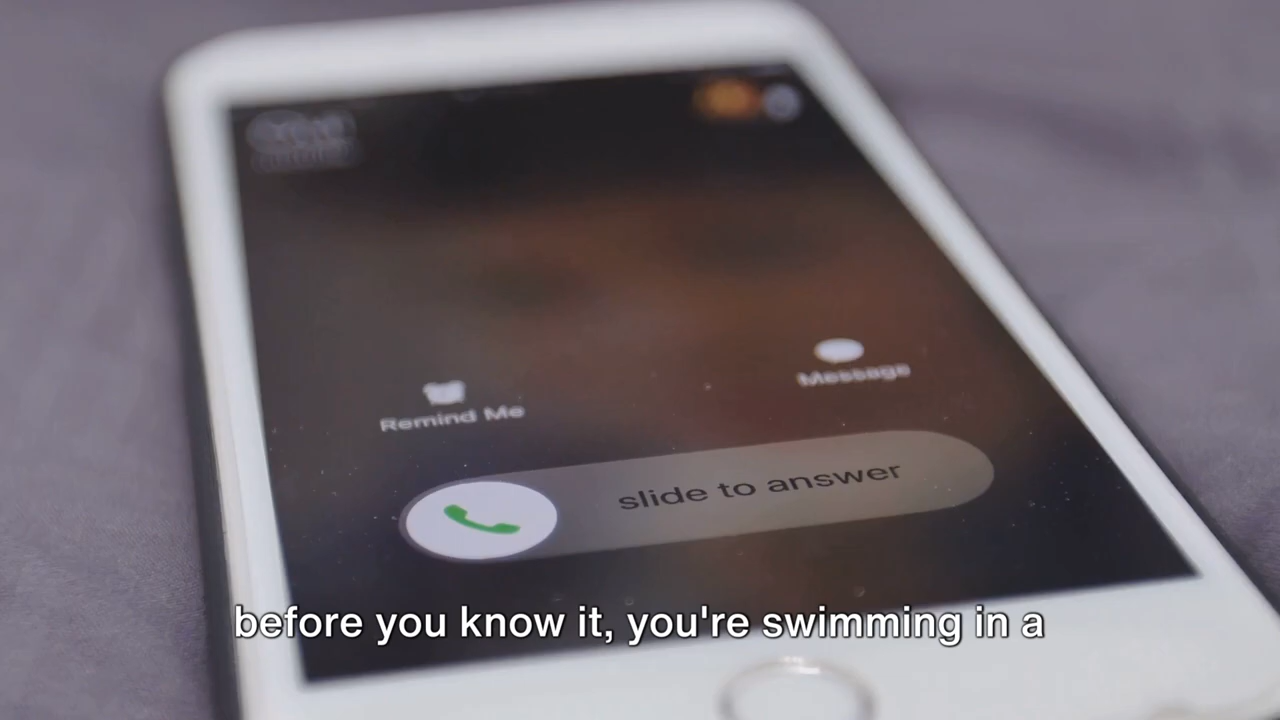 Message
Remind Me
slide to answer
before you know it, you're swimming in a